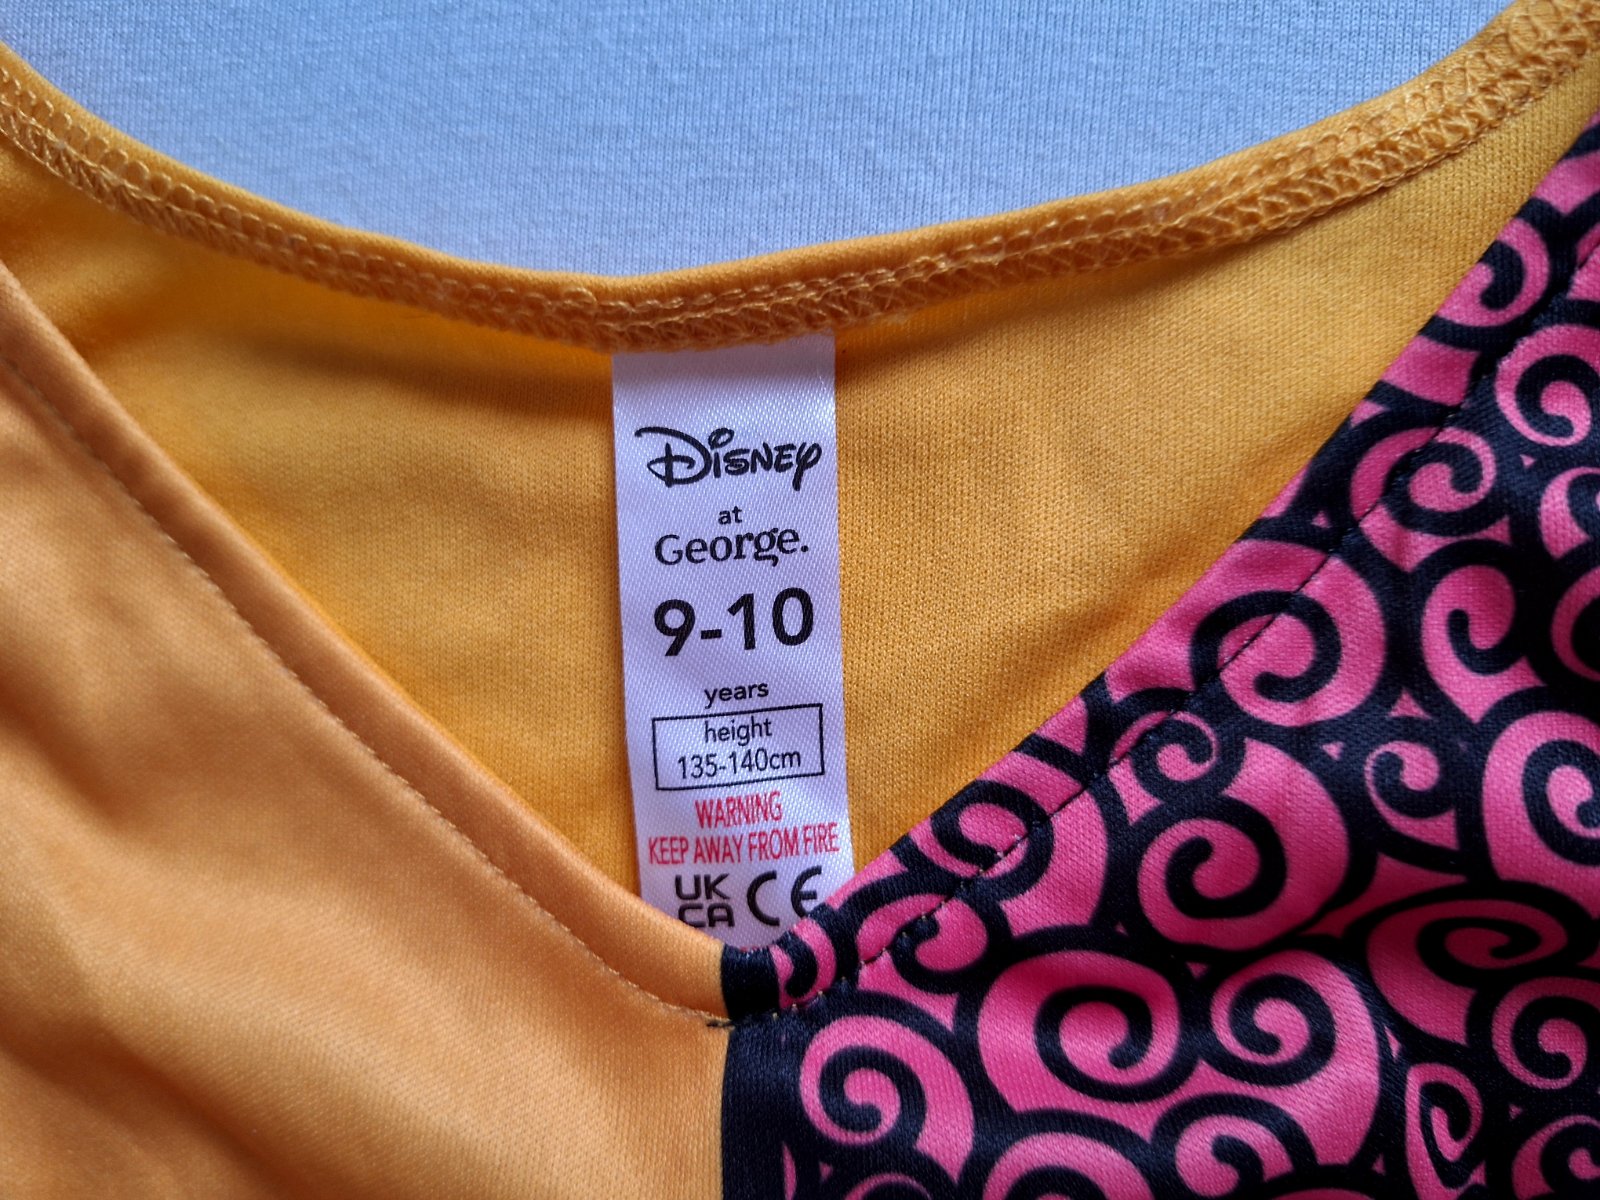 Disney
at
George.
9-10
years
height
135-140cm
WARNING
KEEP AWAY FROM FIRE
UK
CA CE